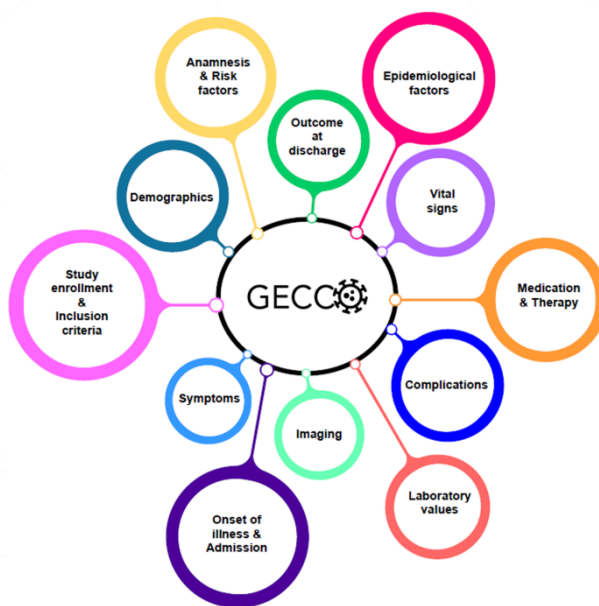 Anamnesis
& Risk
factors
Epidemiological
factors
Outcome
at
discharge
Demographics
Vital
signs
Study
enrollment
&
Inclusion
criteria
GECCO
Medication
& Therapy
Symptoms
Complications
Imaging
Laboratory
values
Onset of
illness &
Admission